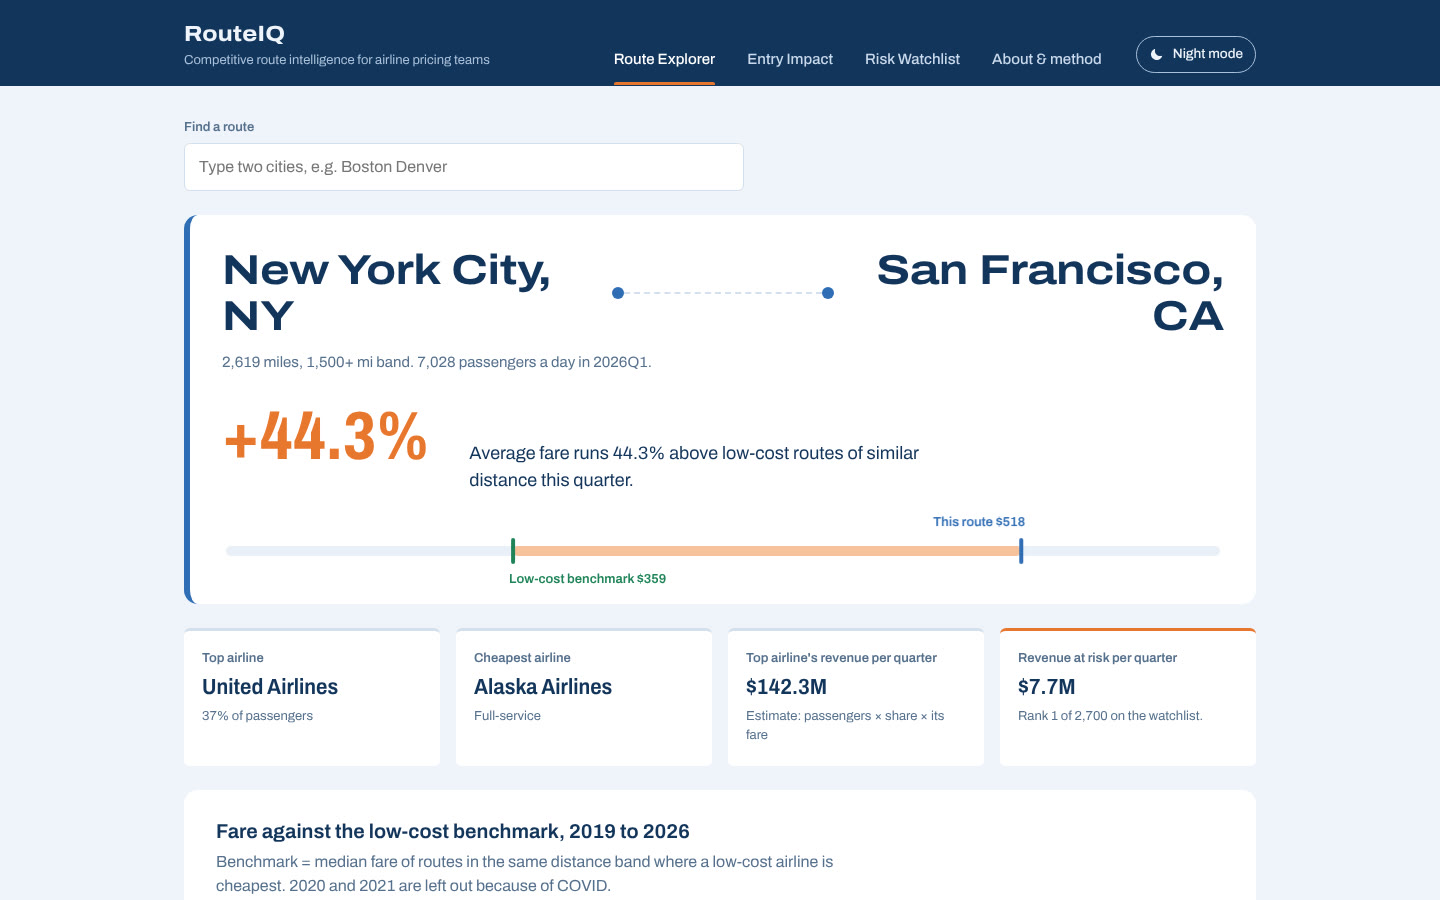 RouteIQ
Competitive route intelligence for airline pricing teams
Route Explorer
Entry Impact
Risk Watchlist
About & method
Night mode
Find a route
Type two cities, e.g. Boston Denver
New York City,
NY
San Francisco,
CA
2,619 miles, 1,500+ mi band. 7,028 passengers a day in 2026Q1.
+44.3%
Average fare runs 44.3% above low-cost routes of similar
distance this quarter.
This route $518
Low-cost benchmark $359
Top airline
United Airlines
37% of passengers
Cheapest airline
Alaska Airlines
Full-service
Top airline's revenue per quarter
$142.3M
Estimate: passengers × share × its
fare
Revenue at risk per quarter
$7.7M
Rank 1 of 2,700 on the watchlist.
Fare against the low-cost benchmark, 2019 to 2026
Benchmark = median fare of routes in the same distance band where a low-cost airline is
cheapest. 2020 and 2021 are left out because of COVID.